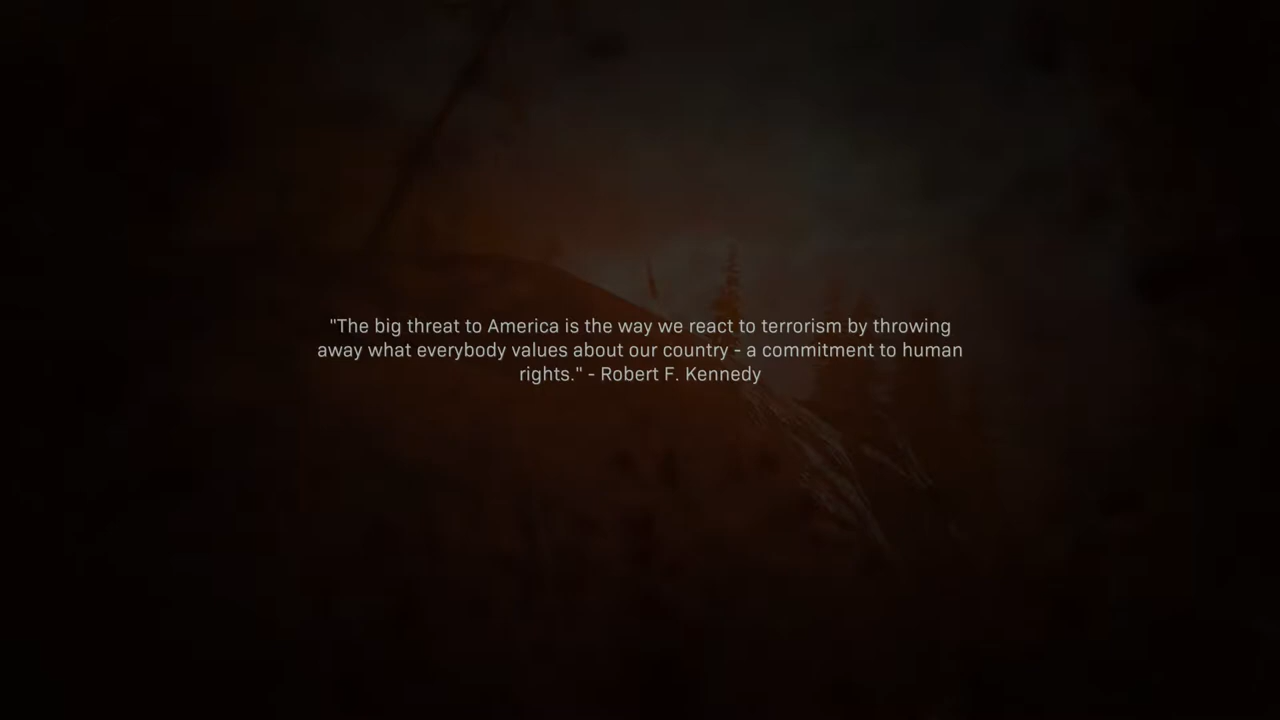 "The big threat to America is the way we react to terrorism by throwing
away what everybody values about our country - a commitment to human
rights." - Robert F. Kennedy